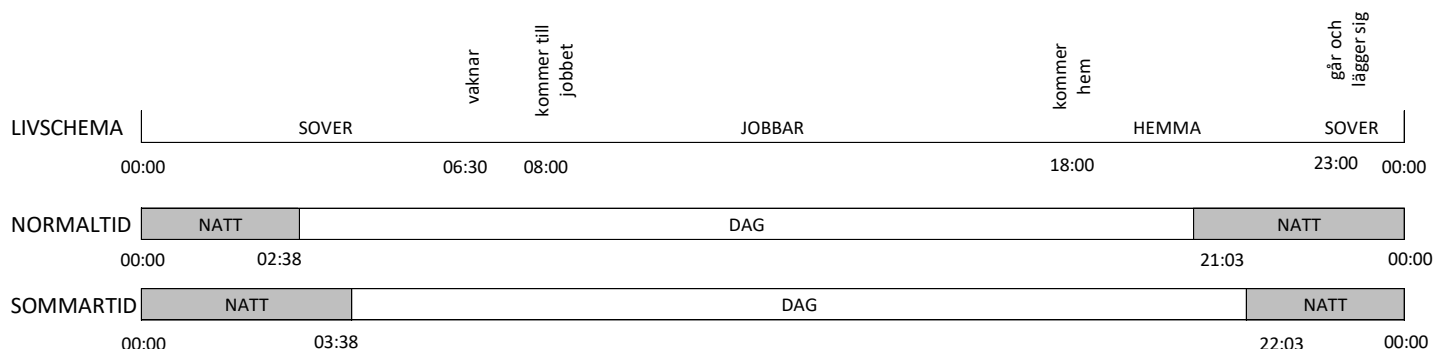 vaknar
kommer till
jobbet
kommer
hem
går och
lägger sig
LIVSCHEMA
SOVER
JOBBAR
HEMMA
SOVER
00:00
06:30
08:00
18:00
23:00
00:00
NORMALTID
NATT
DAG
NATT
00:00
02:38
21:03
00:00
SOMMARTID
NATT
DAG
NATT
00:00
03:38
22:03
00:00